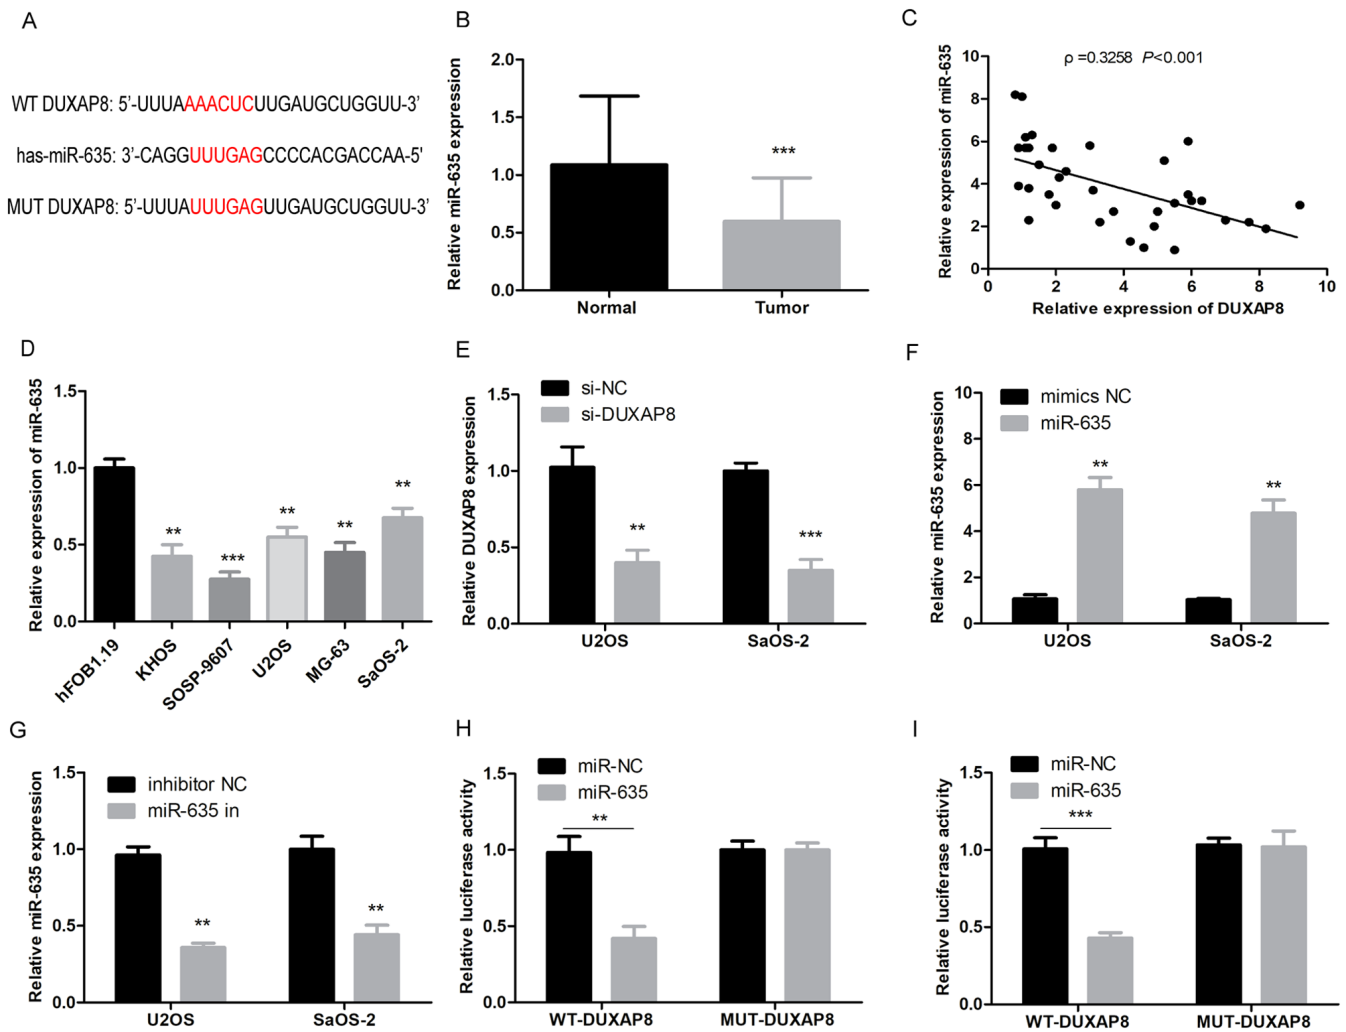 A
WT DUXAP8: 5'-UUUAAAACUCUUGAUGCUGGUU-3'
has-miR-635: 3'-CAGGUUUGAGCCCCACGACCAA-5'
MUT DUXAP8: 5'-UUUAUUUGAGUUGAUGCUGGUU-3'
B
Relative miR-635 expression
2.0
1.5
1.0
0.5
0.0
***
Normal Tumor
C
ρ =0.3258 P<0.001
Relative expression of miR-635
10
8
6
4
2
0
0 2 4 6 8 10
Relative expression of DUXAP8
D
Relative expression of miR-635
1.5
1.0
0.5
0.0
** *** ** ** **
hFOB1.19 KHOS SOSP-9607 U2OS MG-63 SaOS-2
E
si-NC
si-DUXAP8
Relative DUXAP8 expression
1.5
1.0
0.5
0.0
** ***
U2OS SaOS-2
F
mimics NC
miR-635
Relative miR-635 expression
10
8
6
4
2
0
** **
U2OS SaOS-2
G
inhibitor NC
miR-635 in
Relative miR-635 expression
1.5
1.0
0.5
0.0
** **
U2OS SaOS-2
H
miR-NC
miR-635
Relative luciferase activity
1.5
1.0
0.5
0.0
**
WT-DUXAP8 MUT-DUXAP8
I
miR-NC
miR-635
Relative luciferase activity
1.5
1.0
0.5
0.0
***
WT-DUXAP8 MUT-DUXAP8